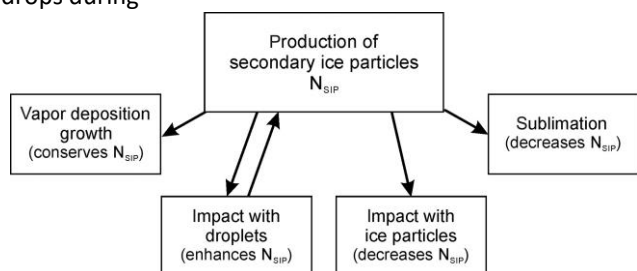 drops during
Production of
secondary ice particles
N_SIP
Vapor deposition
growth
(conserves N_SIP)
Sublimation
(decreases N_SIP)
Impact with
droplets
(enhances N_SIP)
Impact with
ice particles
(decreases N_SIP)